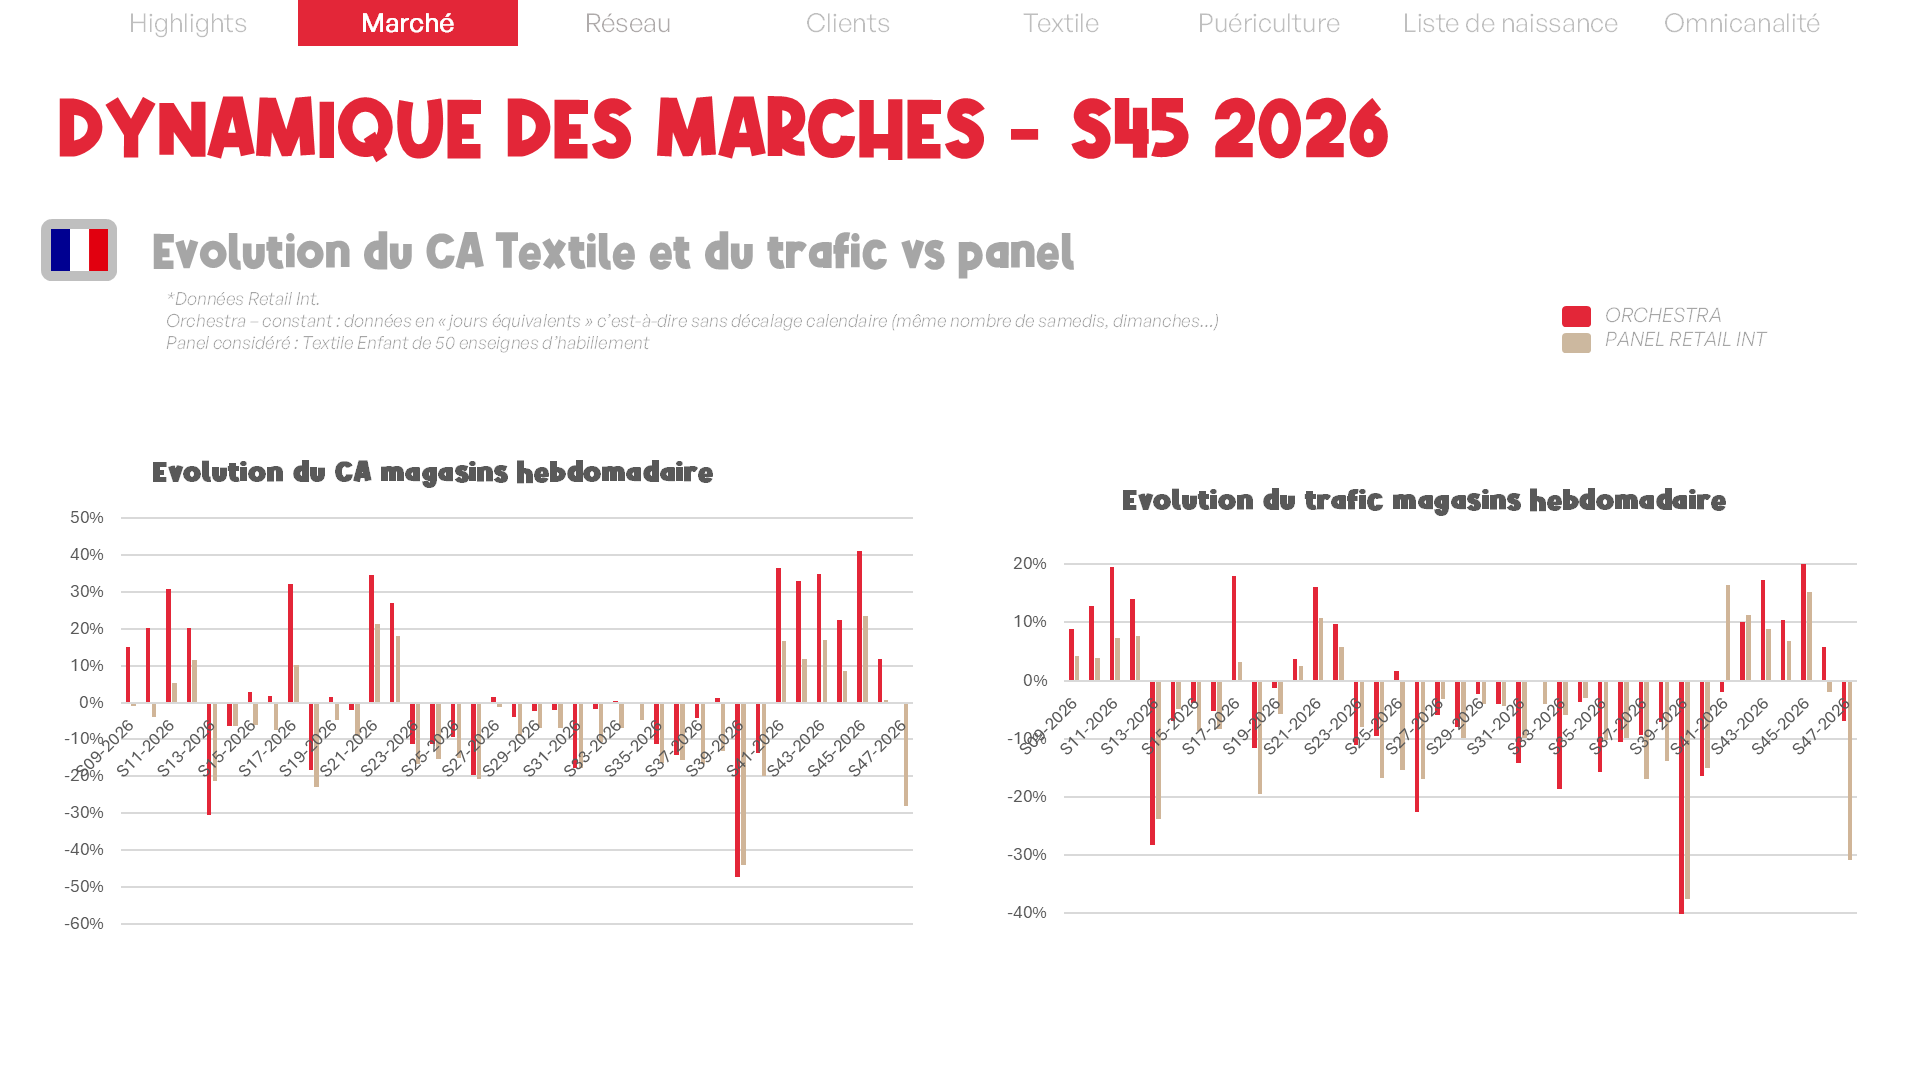 Highlights Marché Réseau Clients Textile Puériculture Liste de naissance Omnicanalité
DYNAMIQUE DES MARCHES - S45 2026
Evolution du CA Textile et du trafic vs panel
*Données Retail Int.
Orchestra – constant : données en « jours équivalents » c'est-à-dire sans décalage calendaire (même nombre de samedis, dimanches...)
Panel considéré : Textile Enfant de 50 enseignes d'habillement
ORCHESTRA
PANEL RETAIL INT
Evolution du CA magasins hebdomadaire
50%
40%
30%
20%
10%
0%
-10%
-20%
-30%
-40%
-50%
-60%
S09-2026 S11-2026 S13-2026 S15-2026 S17-2026 S19-2026 S21-2026 S23-2026 S25-2026 S27-2026 S29-2026 S31-2026 S33-2026 S35-2026 S37-2026 S39-2026 S41-2026 S43-2026 S45-2026 S47-2026
Evolution du trafic magasins hebdomadaire
20%
10%
0%
-10%
-20%
-30%
-40%
S09-2026 S11-2026 S13-2026 S15-2026 S17-2026 S19-2026 S21-2026 S23-2026 S25-2026 S27-2026 S29-2026 S31-2026 S33-2026 S35-2026 S37-2026 S39-2026 S41-2026 S43-2026 S45-2026 S47-2026